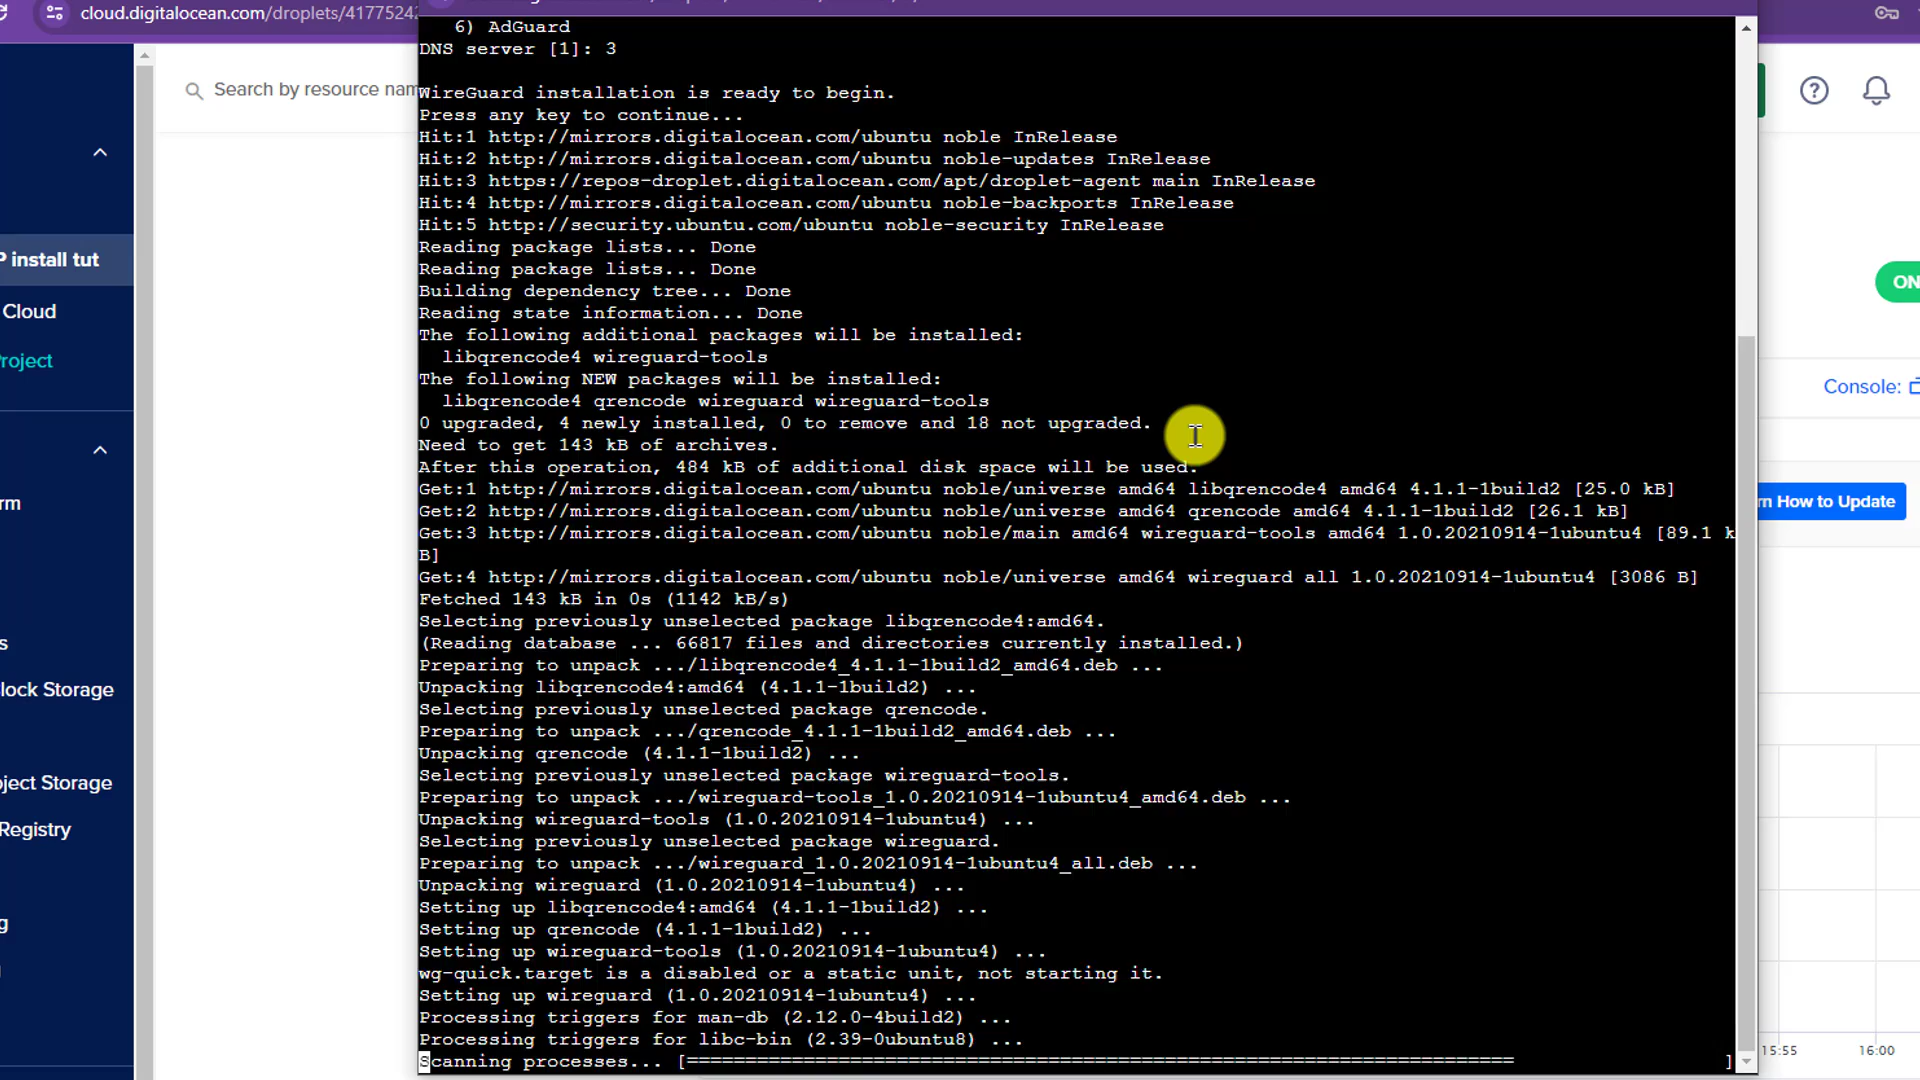 cloud.digitalocean.com/droplets/41775242
Search by resource nam
P install tut
Cloud
roject
rm
s
lock Storage
ject Storage
Registry
g
6) AdGuard
DNS server [1]: 3
WireGuard installation is ready to begin.
Press any key to continue...
Hit:1 http://mirrors.digitalocean.com/ubuntu noble InRelease
Hit:2 http://mirrors.digitalocean.com/ubuntu noble-updates InRelease
Hit:3 https://repos-droplet.digitalocean.com/apt/droplet-agent main InRelease
Hit:4 http://mirrors.digitalocean.com/ubuntu noble-backports InRelease
Hit:5 http://security.ubuntu.com/ubuntu noble-security InRelease
Reading package lists... Done
Reading package lists... Done
Building dependency tree... Done
Reading state information... Done
The following additional packages will be installed:
libqrencode4 wireguard-tools
The following NEW packages will be installed:
libqrencode4 qrencode wireguard wireguard-tools
0 upgraded, 4 newly installed, 0 to remove and 18 not upgraded.
Need to get 143 kB of archives.
After this operation, 484 kB of additional disk space will be used.
Get:1 http://mirrors.digitalocean.com/ubuntu noble/universe amd64 libqrencode4 amd64 4.1.1-1build2 [25.0 kB]
Get:2 http://mirrors.digitalocean.com/ubuntu noble/universe amd64 qrencode amd64 4.1.1-1build2 [26.1 kB]
Get:3 http://mirrors.digitalocean.com/ubuntu noble/main amd64 wireguard-tools amd64 1.0.20210914-1ubuntu4 [89.1 k
B]
Get:4 http://mirrors.digitalocean.com/ubuntu noble/universe amd64 wireguard all 1.0.20210914-1ubuntu4 [3086 B]
Fetched 143 kB in 0s (1142 kB/s)
Selecting previously unselected package libqrencode4:amd64.
(Reading database ... 66817 files and directories currently installed.)
Preparing to unpack .../libqrencode4_4.1.1-1build2_amd64.deb ...
Unpacking libqrencode4:amd64 (4.1.1-1build2) ...
Selecting previously unselected package qrencode.
Preparing to unpack .../qrencode_4.1.1-1build2_amd64.deb ...
Unpacking qrencode (4.1.1-1build2) ...
Selecting previously unselected package wireguard-tools.
Preparing to unpack .../wireguard-tools_1.0.20210914-1ubuntu4_amd64.deb ...
Unpacking wireguard-tools (1.0.20210914-1ubuntu4) ...
Selecting previously unselected package wireguard.
Preparing to unpack .../wireguard_1.0.20210914-1ubuntu4_all.deb ...
Unpacking wireguard (1.0.20210914-1ubuntu4) ...
Setting up libqrencode4:amd64 (4.1.1-1build2) ...
Setting up qrencode (4.1.1-1build2) ...
Setting up wireguard-tools (1.0.20210914-1ubuntu4) ...
wg-quick.target is a disabled or a static unit, not starting it.
Setting up wireguard (1.0.20210914-1ubuntu4) ...
Processing triggers for man-db (2.12.0-4build2) ...
Processing triggers for libc-bin (2.39-0ubuntu8) ...
Scanning processes... [======================================================================= ]
ON
Console:
rn How to Update
15:55
16:00